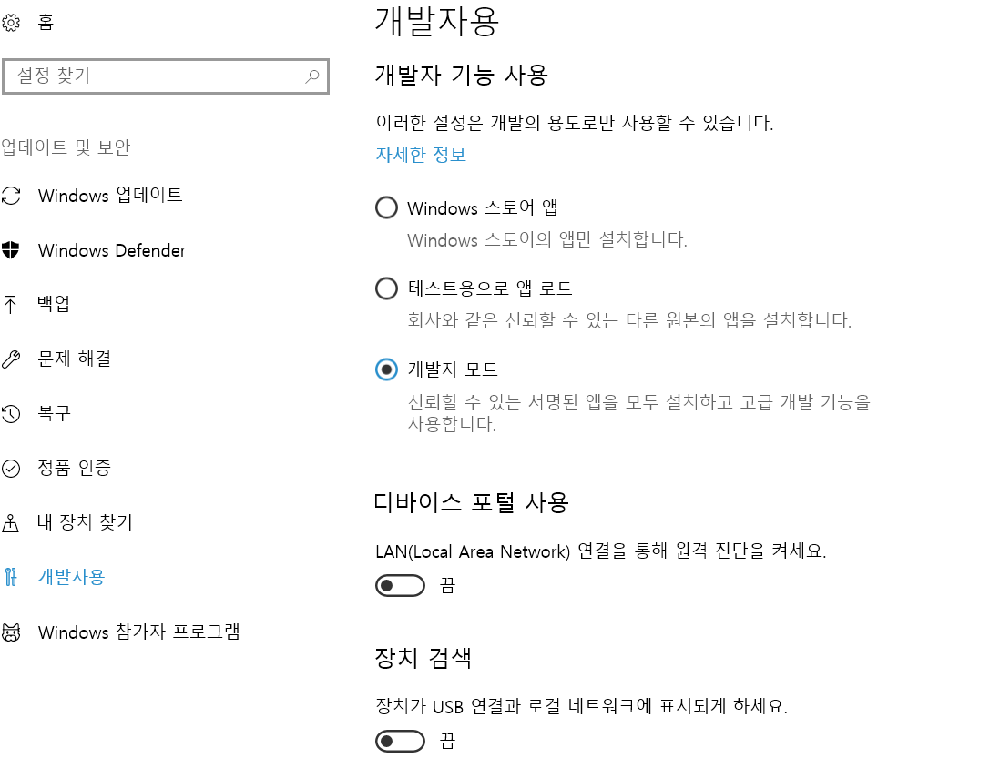 홈
설정 찾기
업데이트 및 보안
Windows 업데이트
Windows Defender
백업
문제 해결
복구
정품 인증
내 장치 찾기
개발자용
Windows 참가자 프로그램
개발자용
개발자 기능 사용
이러한 설정은 개발의 용도로만 사용할 수 있습니다.
자세한 정보
Windows 스토어 앱
Windows 스토어의 앱만 설치합니다.
테스트용으로 앱 로드
회사와 같은 신뢰할 수 있는 다른 원본의 앱을 설치합니다.
개발자 모드
신뢰할 수 있는 서명된 앱을 모두 설치하고 고급 개발 기능을
사용합니다.
디바이스 포털 사용
LAN(Local Area Network) 연결을 통해 원격 진단을 켜세요.
끔
장치 검색
장치가 USB 연결과 로컬 네트워크에 표시되게 하세요.
끔